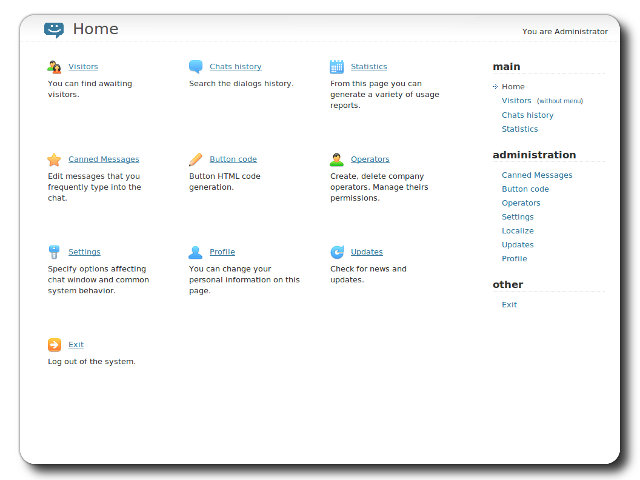 Home
You are Administrator
Visitors
You can find awaiting
visitors.
Chats history
Search the dialogs history.
Statistics
From this page you can
generate a variety of usage
reports.
Canned Messages
Edit messages that you
frequently type into the
chat.
Button code
Button HTML code
generation.
Operators
Create, delete company
operators. Manage theirs
permissions.
Settings
Specify options affecting
chat window and common
system behavior.
Profile
You can change your
personal information on this
page.
Updates
Check for news and
updates.
Exit
Log out of the system.
main
Home
Visitors (without menu)
Chats history
Statistics
administration
Canned Messages
Button code
Operators
Settings
Localize
Updates
Profile
other
Exit